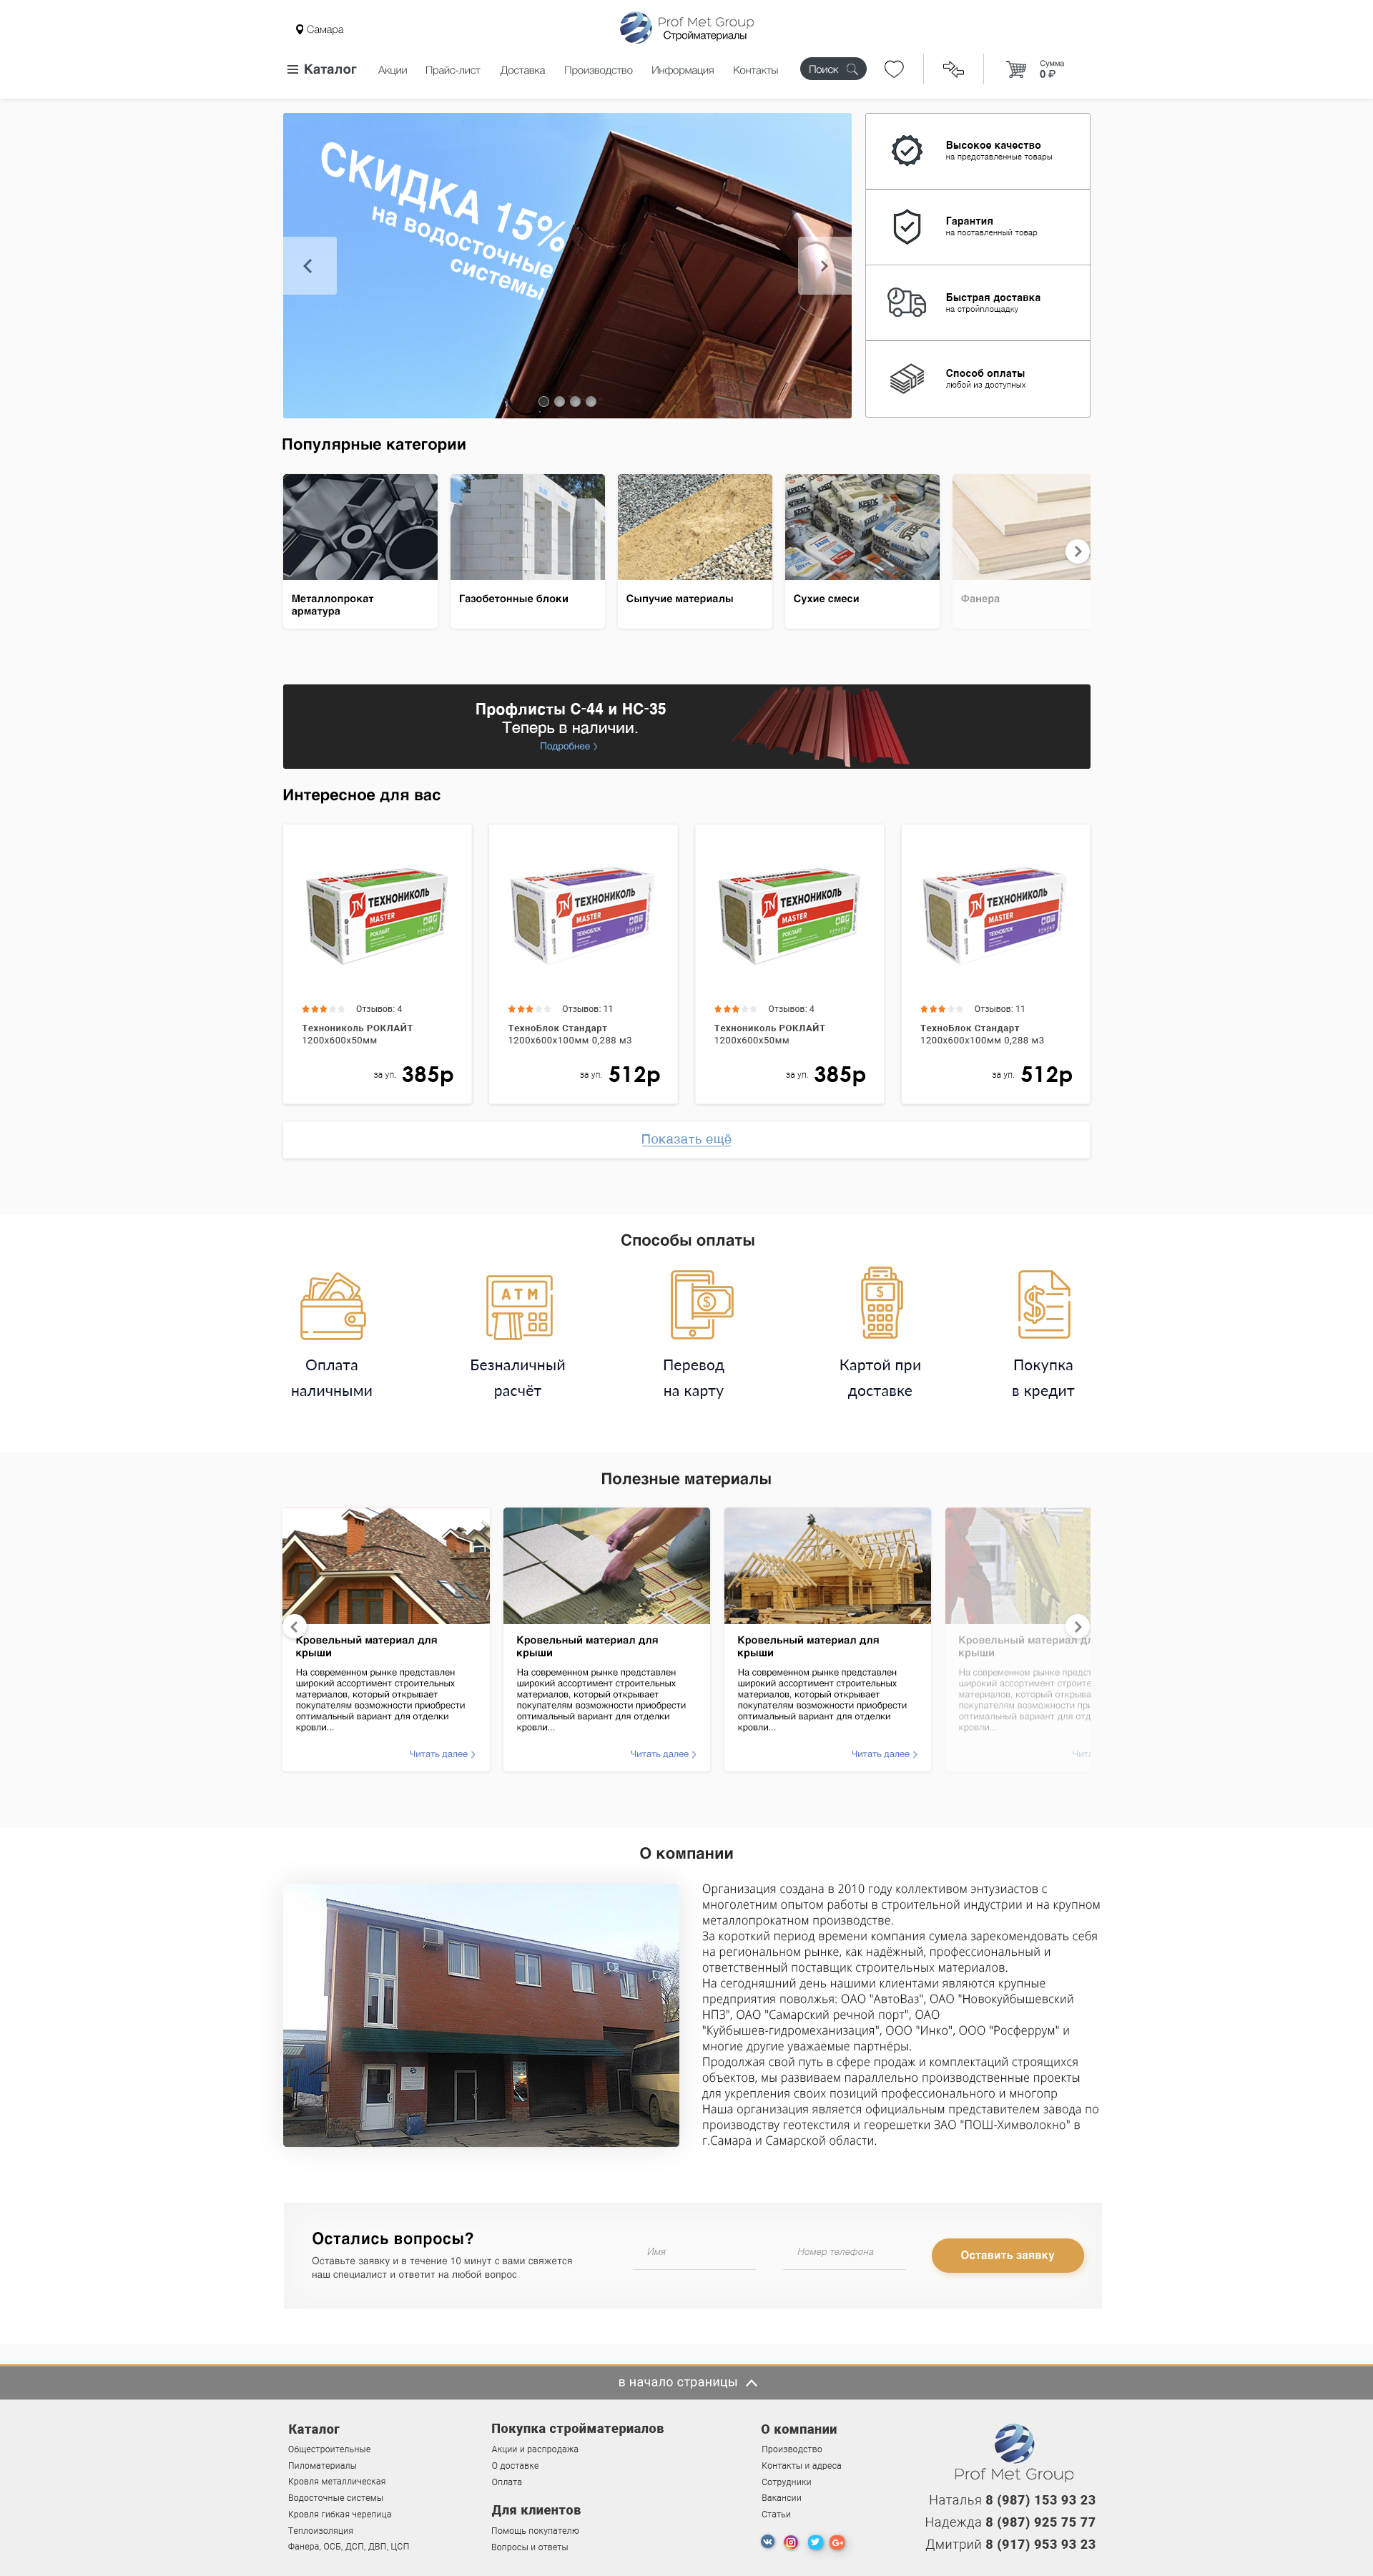 Самара
Prof Met Group
Стройматериалы
Каталог
Акции
Прайс-лист
Доставка
Производство
Информация
Контакты
Поиск
Сумма
0 ₽
СКИДКА 15%
на водосточные
системы
Высокое качество
на представленные товары
Гарантия
на поставленный товар
Быстрая доставка
на стройплощадку
Способ оплаты
любой из доступных
Популярные категории
Металлопрокат
арматура
Газобетонные блоки
Сыпучие материалы
Сухие смеси
Фанера
Профлисты С-44 и НС-35
Теперь в наличии.
Подробнее
Интересное для вас
ТЕХНОНИКОЛЬ
MASTER
РОКЛАЙТ
Отзывов: 4
Технониколь РОКЛАЙТ
1200х600х50мм
за уп. 385р
ТЕХНОНИКОЛЬ
MASTER
ТЕХНОБЛОК
Отзывов: 11
ТехноБлок Стандарт
1200х600х100мм 0,288 м3
за уп. 512р
ТЕХНОНИКОЛЬ
MASTER
РОКЛАЙТ
Отзывов: 4
Технониколь РОКЛАЙТ
1200х600х50мм
за уп. 385р
ТЕХНОНИКОЛЬ
MASTER
ТЕХНОБЛОК
Отзывов: 11
ТехноБлок Стандарт
1200х600х100мм 0,288 м3
за уп. 512р
Показать ещё
Способы оплаты
Оплата
наличными
ATM
Безналичный
расчёт
Перевод
на карту
Картой при
доставке
Покупка
в кредит
Полезные материалы
Кровельный материал для
крыши
На современном рынке представлен
широкий ассортимент строительных
материалов, который открывает
покупателям возможности приобрести
оптимальный вариант для отделки
кровли...
Читать далее
Кровельный материал для
крыши
На современном рынке представлен
широкий ассортимент строительных
материалов, который открывает
покупателям возможности приобрести
оптимальный вариант для отделки
кровли...
Читать далее
Кровельный материал для
крыши
На современном рынке представлен
широкий ассортимент строительных
материалов, который открывает
покупателям возможности приобрести
оптимальный вариант для отделки
кровли...
Читать далее
Кровельный материал
крыши
На современном рынке
широкий ассортимент
материалов, который
покупателям возможности
оптимальный вариант для
кровли...
О компании
Организация создана в 2010 году коллективом энтузиастов с
многолетним опытом работы в строительной индустрии и на крупном
металлопрокатном производстве.
За короткий период времени компания сумела зарекомендовать себя
на региональном рынке, как надёжный, профессиональный и
ответственный поставщик строительных материалов.
На сегодняшний день нашими клиентами являются крупные
предприятия поволжья: ОАО "АвтоВаз", ОАО "Новокуйбышевский
НПЗ", ОАО "Самарский речной порт", ОАО
"Куйбышев-гидромеханизация", ООО "Инко", ООО "Росферрум" и
многие другие уважаемые партнёры.
Продолжая свой путь в сфере продаж и комплектаций строящихся
объектов, мы развиваем параллельно производственные проекты
для укрепления своих позиций профессионального и многопр
Наша организация является официальным представителем завода по
производству геотекстиля и георешетки ЗАО "ПОШ-Химволокно" в
г.Самара и Самарской области.
Остались вопросы?
Оставьте заявку и в течение 10 минут с вами свяжется
наш специалист и ответит на любой вопрос
Имя
Номер телефона
Оставить заявку
в начало страницы
Каталог
Общестроительные
Пиломатериалы
Кровля металлическая
Водосточные системы
Кровля гибкая черепица
Теплоизоляция
Фанера, ОСБ, ДСП, ДВП, ЦСП
Покупка стройматериалов
Акции и распродажа
О доставке
Оплата
Для клиентов
Помощь покупателю
Вопросы и ответы
О компании
Производство
Контакты и адреса
Сотрудники
Вакансии
Статьи
Prof Met Group
Наталья 8 (987) 153 93 23
Надежда 8 (987) 925 75 77
Дмитрий 8 (917) 953 93 23